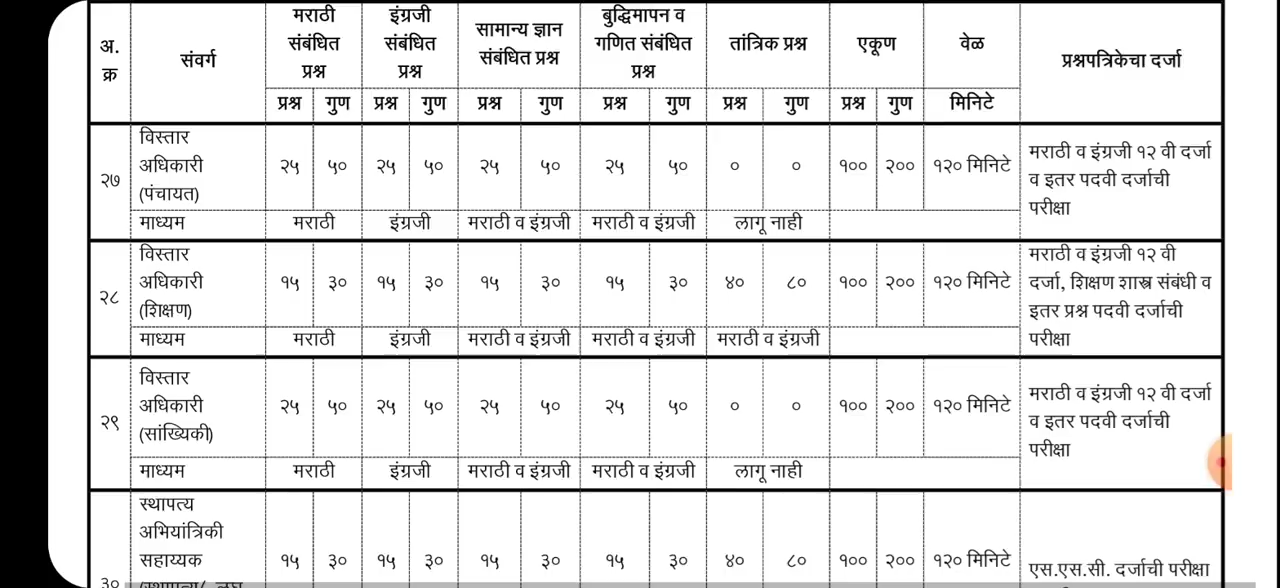 अ. क्र | संवर्ग | मराठी संबंधित प्रश्न | इंग्रजी संबंधित प्रश्न | सामान्य ज्ञान संबंधित प्रश्न | बुद्धिमापन व गणित संबंधित प्रश्न | तांत्रिक प्रश्न | एकूण | वेळ | प्रश्नपत्रिकेचा दर्जा
प्रश्न | गुण | प्रश्न | गुण | प्रश्न | गुण | प्रश्न | गुण | प्रश्न | गुण | प्रश्न | गुण | मिनिटे
२७ | विस्तार अधिकारी (पंचायत) | २५ | ५० | २५ | ५० | २५ | ५० | २५ | ५० | ० | ० | १०० | २०० | १२० मिनिटे | मराठी व इंग्रजी १२ वी दर्जा व इतर पदवी दर्जाची परीक्षा
माध्यम | मराठी | इंग्रजी | मराठी व इंग्रजी | मराठी व इंग्रजी | लागू नाही
२८ | विस्तार अधिकारी (शिक्षण) | १५ | ३० | १५ | ३० | १५ | ३० | १५ | ३० | ४० | ८० | १०० | २०० | १२० मिनिटे | मराठी व इंग्रजी १२ वी दर्जा, शिक्षण शास्त्र संबंधी व इतर प्रश्न पदवी दर्जाची परीक्षा
माध्यम | मराठी | इंग्रजी | मराठी व इंग्रजी | मराठी व इंग्रजी | मराठी व इंग्रजी
२९ | विस्तार अधिकारी (सांख्यिकी) | २५ | ५० | २५ | ५० | २५ | ५० | २५ | ५० | ० | ० | १०० | २०० | १२० मिनिटे | मराठी व इंग्रजी १२ वी दर्जा व इतर पदवी दर्जाची परीक्षा
माध्यम | मराठी | इंग्रजी | मराठी व इंग्रजी | मराठी व इंग्रजी | लागू नाही
३० | स्थापत्य अभियांत्रिकी सहाय्यक | १५ | ३० | १५ | ३० | १५ | ३० | १५ | ३० | ४० | ८० | १०० | २०० | १२० मिनिटे | एस.एस.सी. दर्जाची परीक्षा